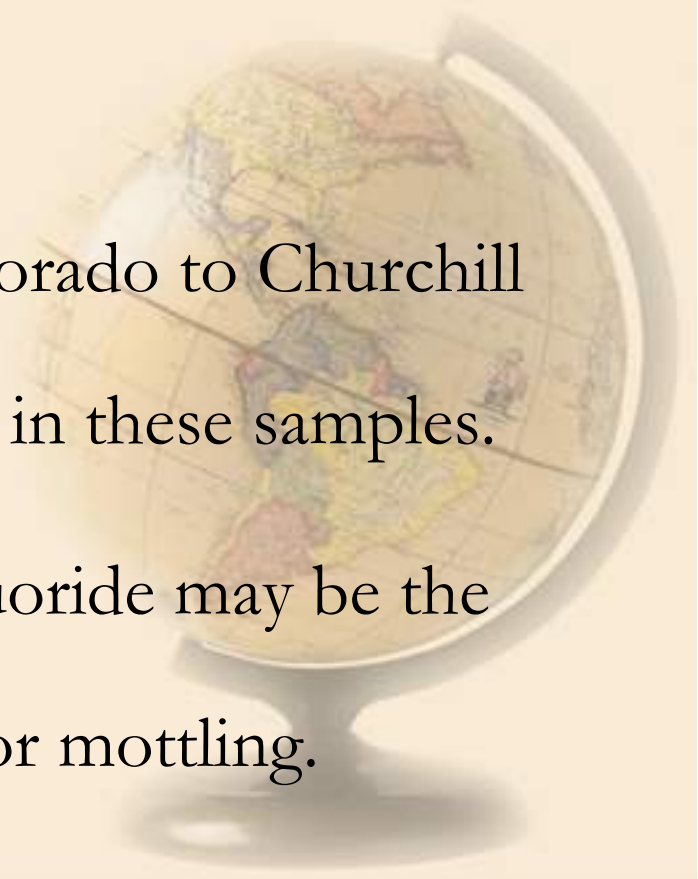 orado to Churchill
in these samples.
uoride may be the
or mottling.